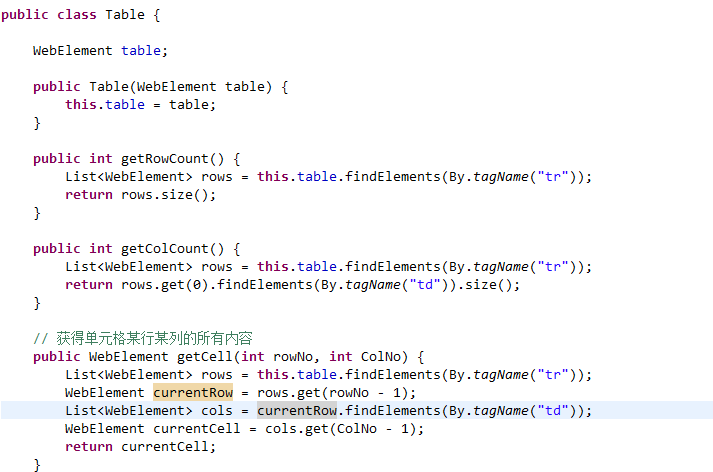 public class Table {
WebElement table;
public Table(WebElement table) {
this.table = table;
}
public int getRowCount() {
List<WebElement> rows = this.table.findElements(By.tagName("tr"));
return rows.size();
}
public int getColCount() {
List<WebElement> rows = this.table.findElements(By.tagName("tr"));
return rows.get(0).findElements(By.tagName("td")).size();
}
// 获得单元格某行某列的所有内容
public WebElement getCell(int rowNo, int ColNo) {
List<WebElement> rows = this.table.findElements(By.tagName("tr"));
WebElement currentRow = rows.get(rowNo - 1);
List<WebElement> cols = currentRow.findElements(By.tagName("td"));
WebElement currentCell = cols.get(ColNo - 1);
return currentCell;
}